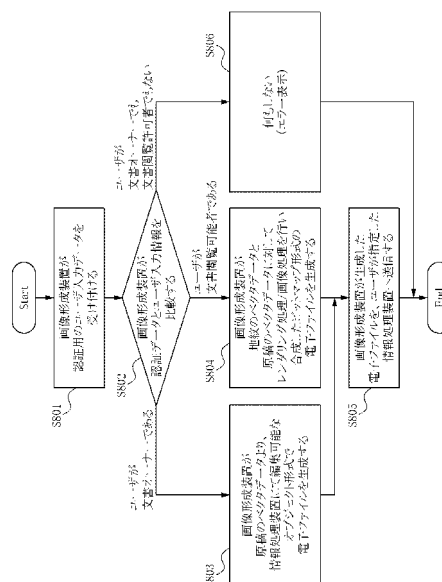 Start
S801
画像形成装置が
認証用のユーザ入力データを
受け付ける
S802
画像形成装置が
認証データとユーザ入力情報を
比較する
ユーザが
文書オーナーである
ユーザが
文書閲覧可能者である
ユーザが
文書オーナーでも、
文書閲覧許可者でもない
S803
画像形成装置が
原稿のベクタデータより、
情報処理装置にて編集可能な
オブジェクト形式で
電子ファイルを生成する
S804
画像形成装置が
地紋のベクタデータと
原稿のベクタデータに対して
レンダリング処理/画像処理を行い
合成したビットマップ形式の
電子ファイルを生成する
S806
何もしない
(エラー表示)
S805
画像形成装置が生成した
電子ファイルを、ユーザが指定した
情報処理装置へ送信する
End